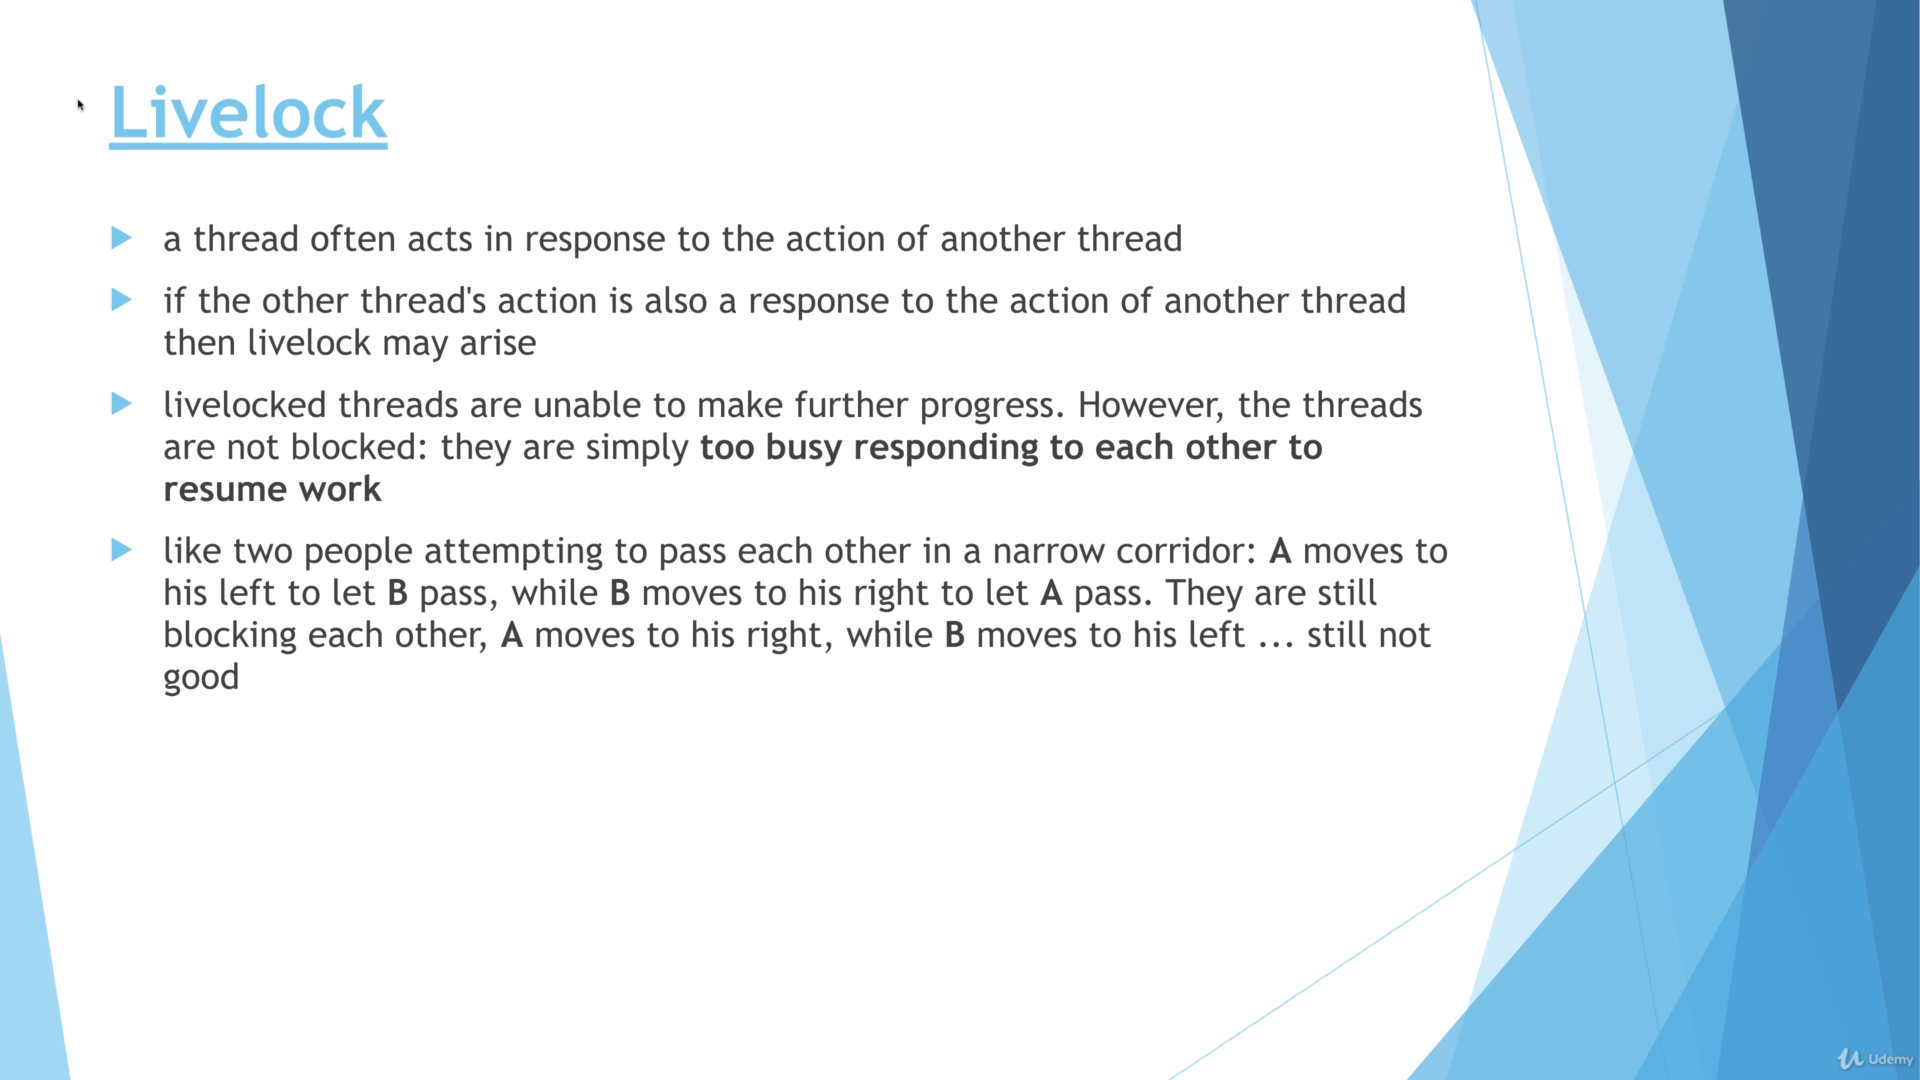 Livelock
a thread often acts in response to the action of another thread
if the other thread's action is also a response to the action of another thread
then livelock may arise
livelocked threads are unable to make further progress. However, the threads
are not blocked: they are simply too busy responding to each other to
resume work
like two people attempting to pass each other in a narrow corridor: A moves to
his left to let B pass, while B moves to his right to let A pass. They are still
blocking each other, A moves to his right, while B moves to his left ... still not
good
Udemy